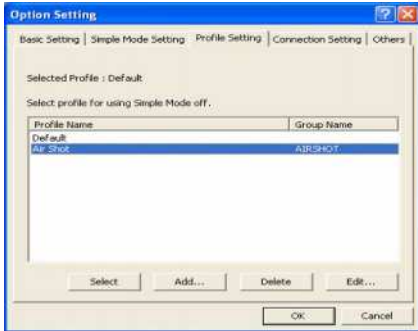 Option Setting
Basic Setting Simple Mode Setting Profile Setting Connection Setting Others
Selected Profile : Default
Select profile for using Simple Mode off.
Profile Name Group Name
Default
Air Shot AIRSHOT
Select Add... Delete Edit...
OK Cancel